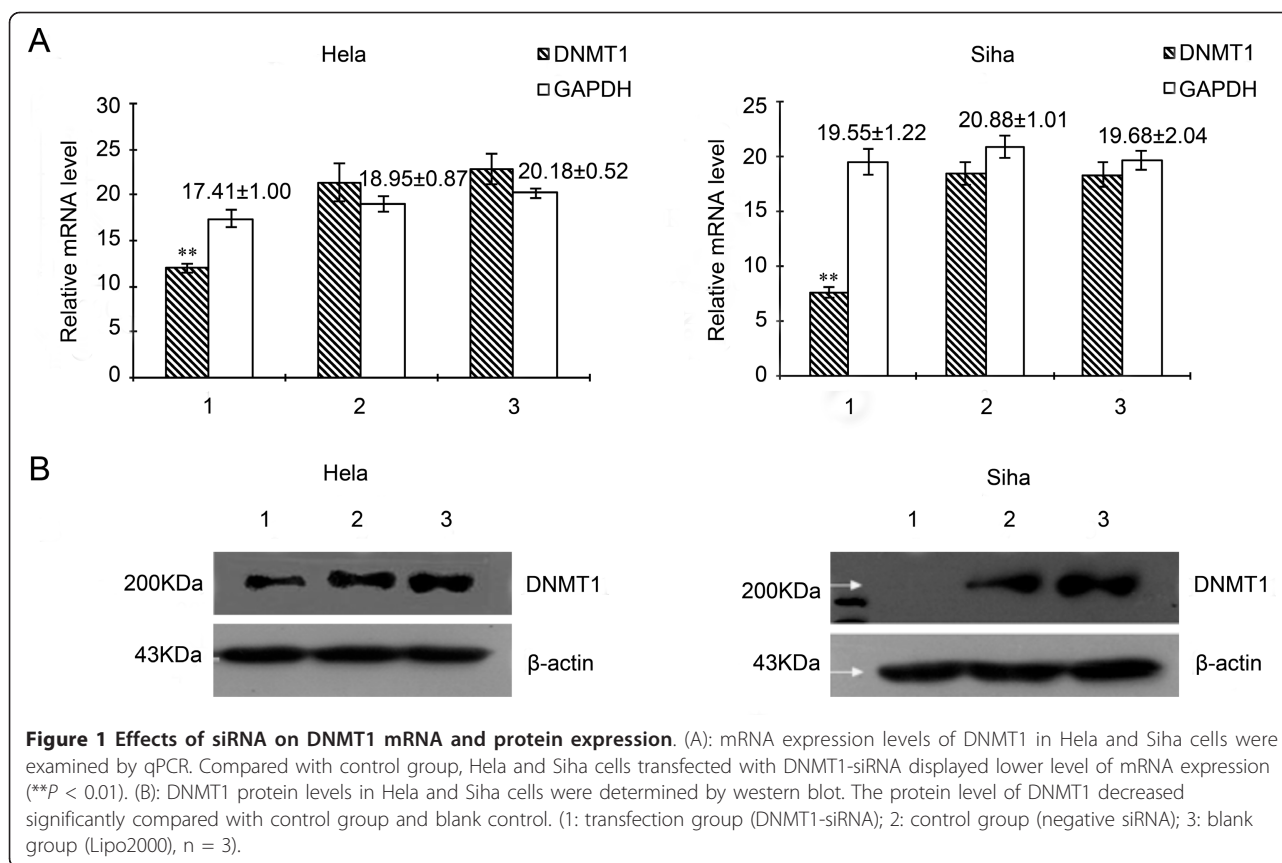 A
Hela
DNMT1
GAPDH
Relative mRNA level
30
25
20
15
10
5
0
17.41±1.00
18.95±0.87
20.18±0.52
**
1 2 3
Siha
DNMT1
GAPDH
Relative mRNA level
25
20
15
10
5
0
19.55±1.22
20.88±1.01
19.68±2.04
**
1 2 3
B
Hela
1 2 3
200KDa DNMT1
43KDa β-actin
Siha
1 2 3
200KDa DNMT1
43KDa β-actin
Figure 1 Effects of siRNA on DNMT1 mRNA and protein expression. (A): mRNA expression levels of DNMT1 in Hela and Siha cells were
examined by qPCR. Compared with control group, Hela and Siha cells transfected with DNMT1-siRNA displayed lower level of mRNA expression
(**P < 0.01). (B): DNMT1 protein levels in Hela and Siha cells were determined by western blot. The protein level of DNMT1 decreased
significantly compared with control group and blank control. (1: transfection group (DNMT1-siRNA); 2: control group (negative siRNA); 3: blank
group (Lipo2000), n = 3).